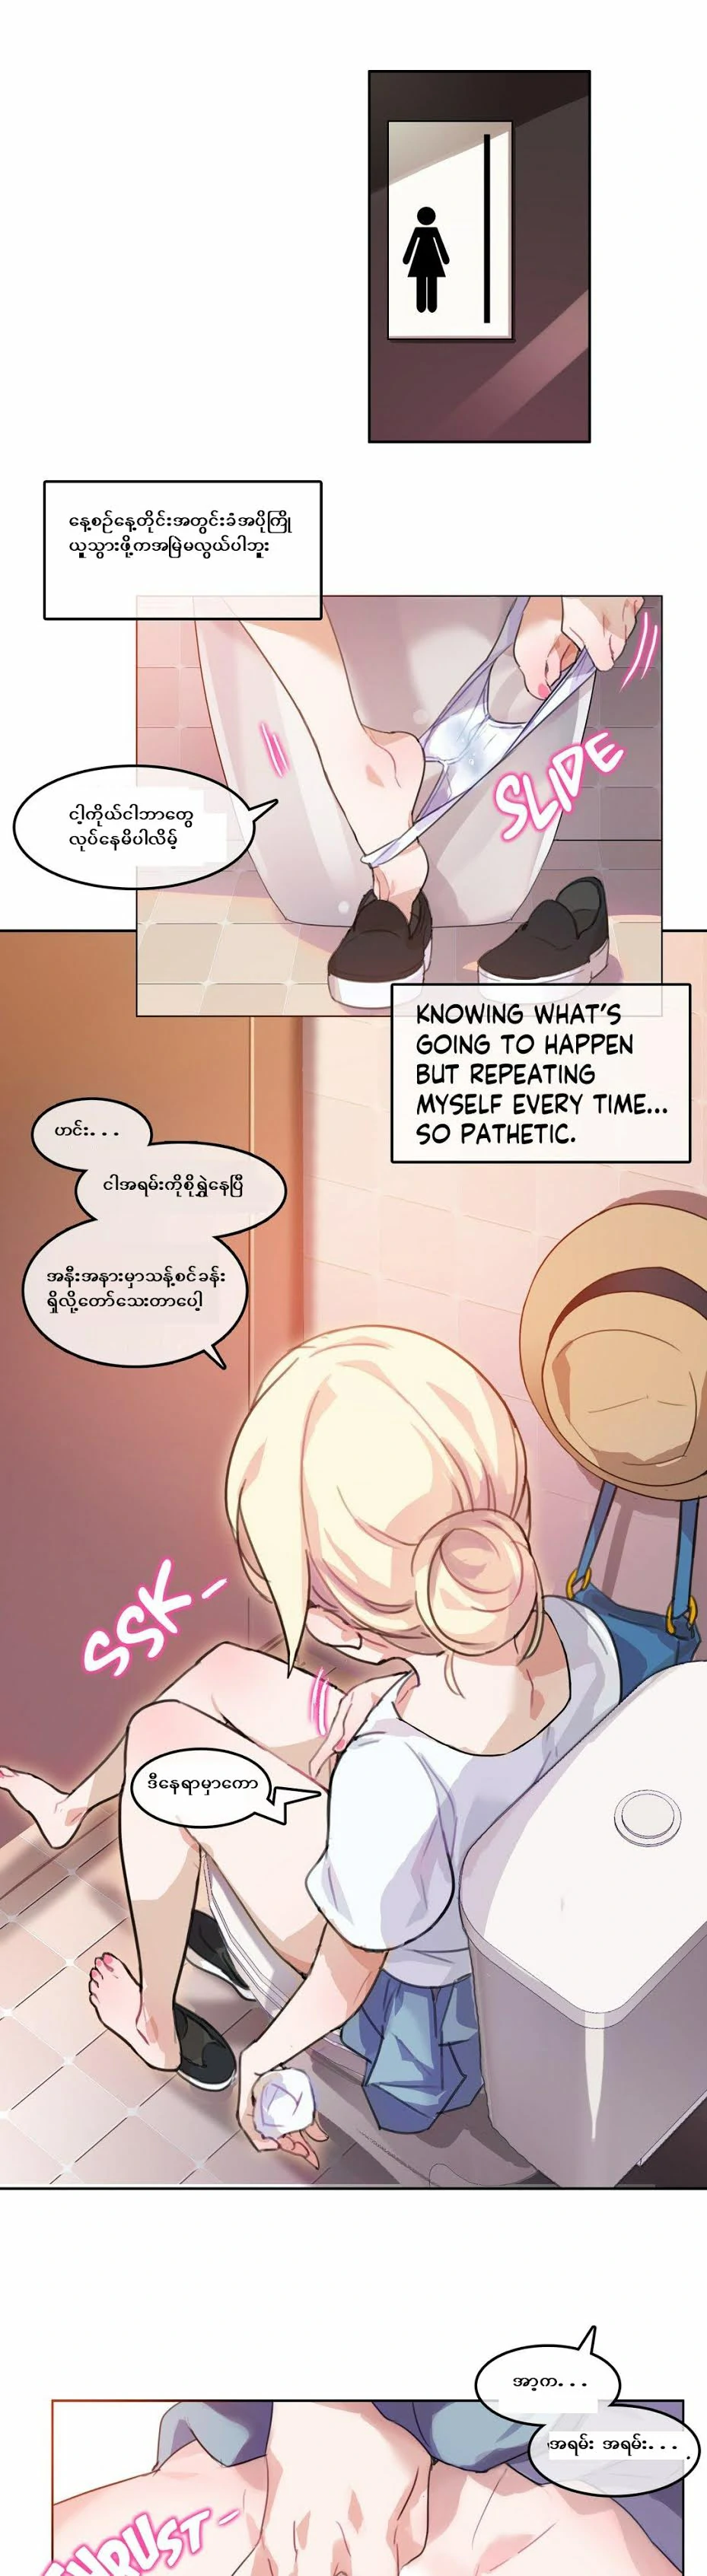 နေ့စဉ်နေ့တိုင်းအတွင်းခံအပိုကြို
ယူသွားဖို့ကအမြဲမလွယ်ပါဘူး
SLIDE
ငါ့ကိုယ်ငါဘာတွေ
လုပ်နေမိပါလိမ့်
KNOWING WHAT'S
GOING TO HAPPEN
BUT REPEATING
MYSELF EVERY TIME...
SO PATHETIC.
ဟင်း...
ငါအရမ်းကိုစိုရွှဲနေပြီ
အနီးအနားမှာသန့်စင်ခန်း
ရှိလို့တော်သေးတာပေါ့
SSK-
ဒီနေရာမှာကော
အာ့က...
အရမ်း အရမ်း...
THRUST-